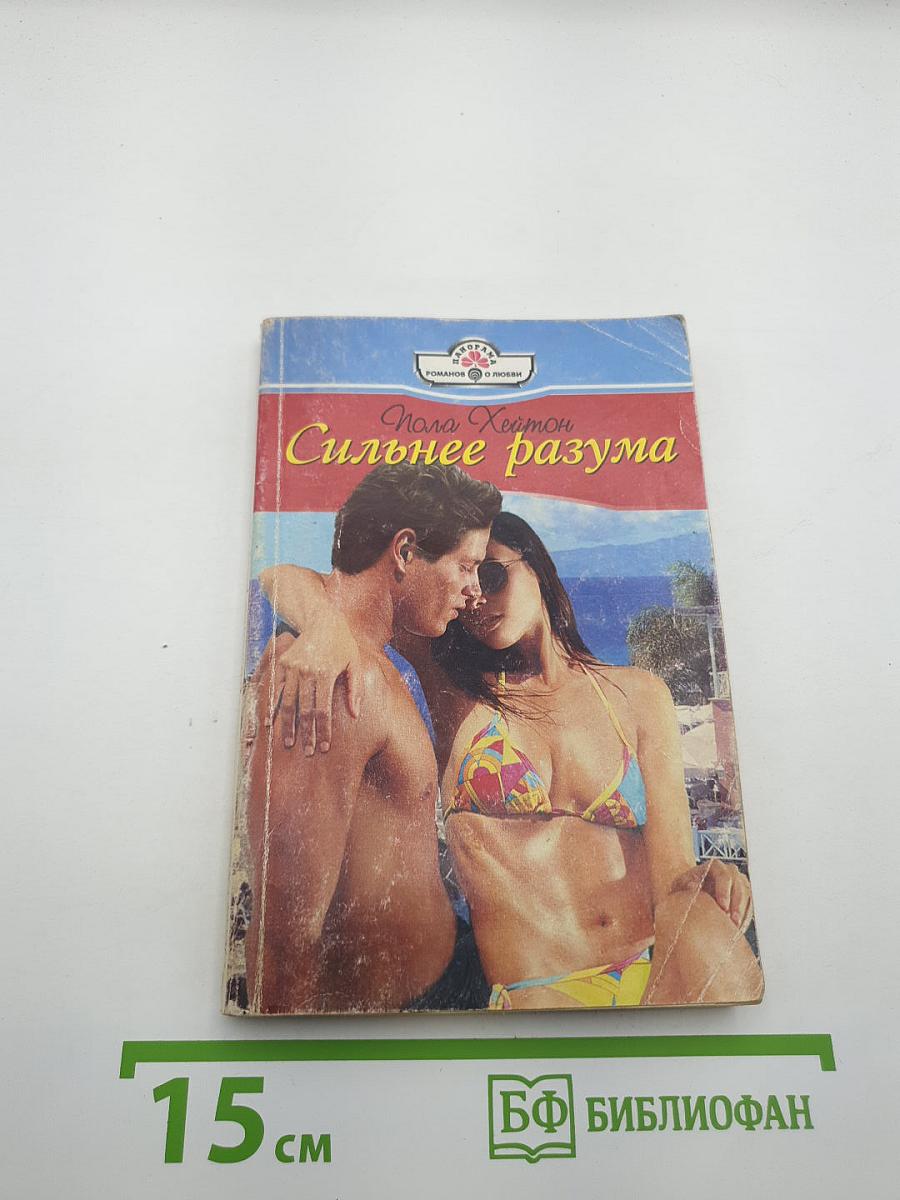 ПАНОРАМА
РОМАНОВ О ЛЮБВИ
Пола Хейтон
Сильнее разума
15 см
БФ БИБЛИОФАН